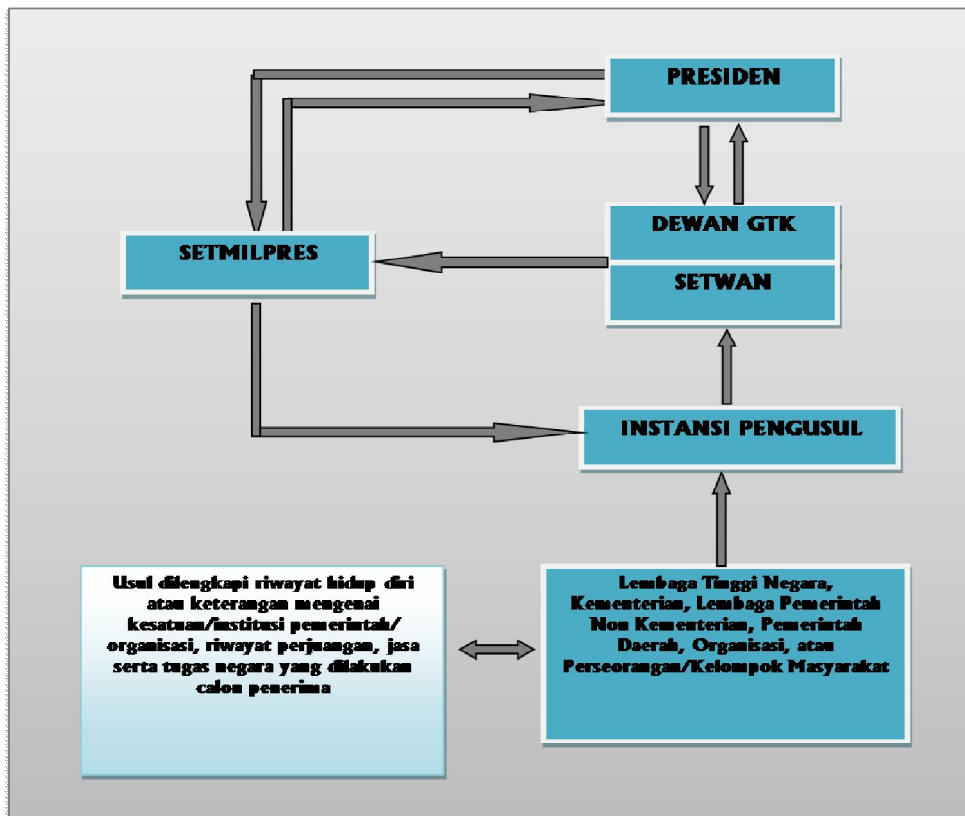 PRESIDEN
DEWAN GTK
SETMILPRES
SETWAN
INSTANSI PENGUSUL
Usul dilengkapi riwayat hidup diri
atau keterangan mengenai
kesatuan/institusi pemerintah/
organisasi, riwayat perjuangan, jasa
serta tugas negara yang dilakukan
calon penerima
Lembaga Tinggi Negara,
Kementerian, Lembaga Pemerintah
Non Kementerian, Pemerintah
Daerah, Organisasi, atau
Perseorangan/Kelompok Masyarakat